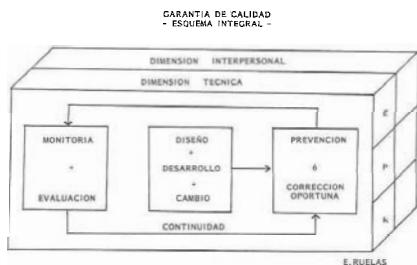 GARANTIA DE CALIDAD
- ESQUEMA INTEGRAL -
DIMENSION INTERPERSONAL
DIMENSION TECNICA
MONITORIA
+
EVALUACION
DISEÑO
+
DESARROLLO
+
CAMBIO
PREVENCION
ó
CORRECCION
OPORTUNA
CONTINUIDAD
E
P
R
E. RUELAS